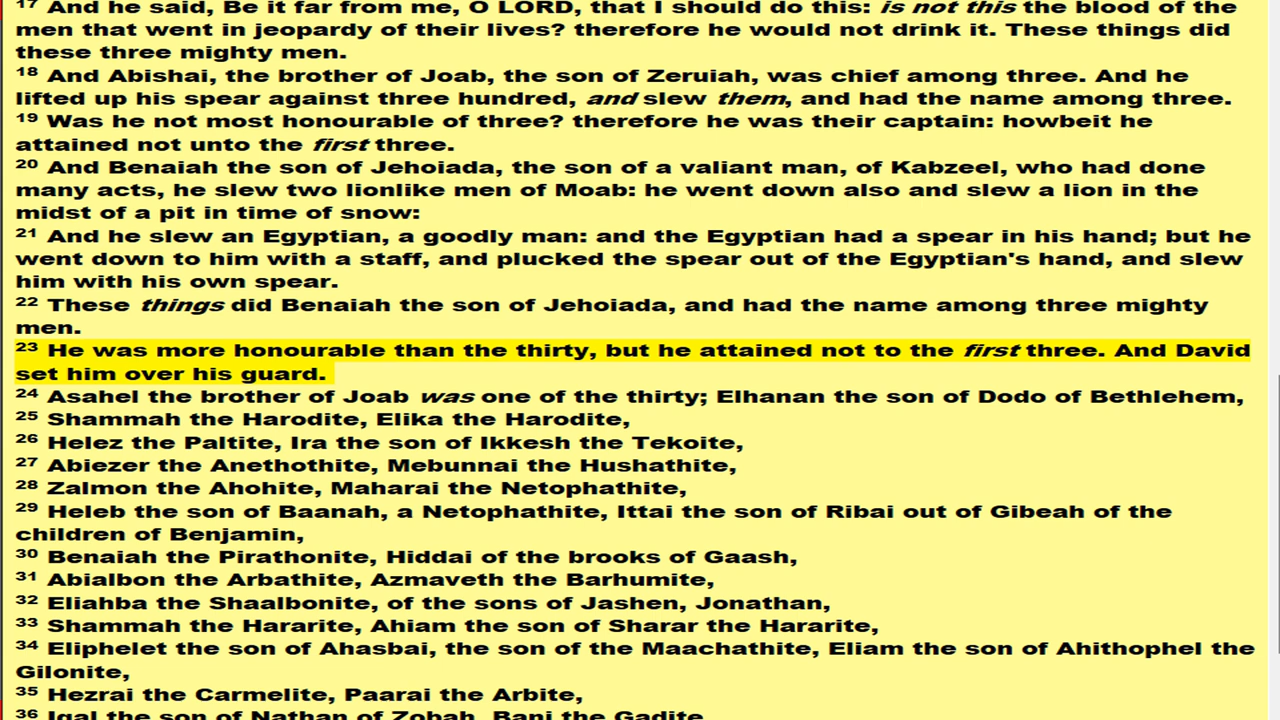 17 And he said, Be it far from me, O LORD, that I should do this: is not this the blood of the
men that went in jeopardy of their lives? therefore he would not drink it. These things did
these three mighty men.
18 And Abishai, the brother of Joab, the son of Zeruiah, was chief among three. And he
lifted up his spear against three hundred, and slew them, and had the name among three.
19 Was he not most honourable of three? therefore he was their captain: howbeit he
attained not unto the first three.
20 And Benaiah the son of Jehoiada, the son of a valiant man, of Kabzeel, who had done
many acts, he slew two lionlike men of Moab: he went down also and slew a lion in the
midst of a pit in time of snow:
21 And he slew an Egyptian, a goodly man: and the Egyptian had a spear in his hand; but he
went down to him with a staff, and plucked the spear out of the Egyptian's hand, and slew
him with his own spear.
22 These things did Benaiah the son of Jehoiada, and had the name among three mighty
men.
23 He was more honourable than the thirty, but he attained not to the first three. And David
set him over his guard.
24 Asahel the brother of Joab was one of the thirty; Elhanan the son of Dodo of Bethlehem,
25 Shammah the Harodite, Elika the Harodite,
26 Helez the Paltite, Ira the son of Ikkesh the Tekoite,
27 Abiezer the Anethothite, Mebunnai the Hushathite,
28 Zalmon the Ahohite, Maharai the Netophathite,
29 Heleb the son of Baanah, a Netophathite, Ittai the son of Ribai out of Gibeah of the
children of Benjamin,
30 Benaiah the Pirathonite, Hiddai of the brooks of Gaash,
31 Abialbon the Arbathite, Azmaveth the Barhumite,
32 Eliahba the Shaalbonite, of the sons of Jashen, Jonathan,
33 Shammah the Hararite, Ahiam the son of Sharar the Hararite,
34 Eliphelet the son of Ahasbai, the son of the Maachathite, Eliam the son of Ahithophel the
Gilonite,
35 Hezrai the Carmelite, Paarai the Arbite,
36 Igal the son of Nathan of Zobah, Bani the Gadite